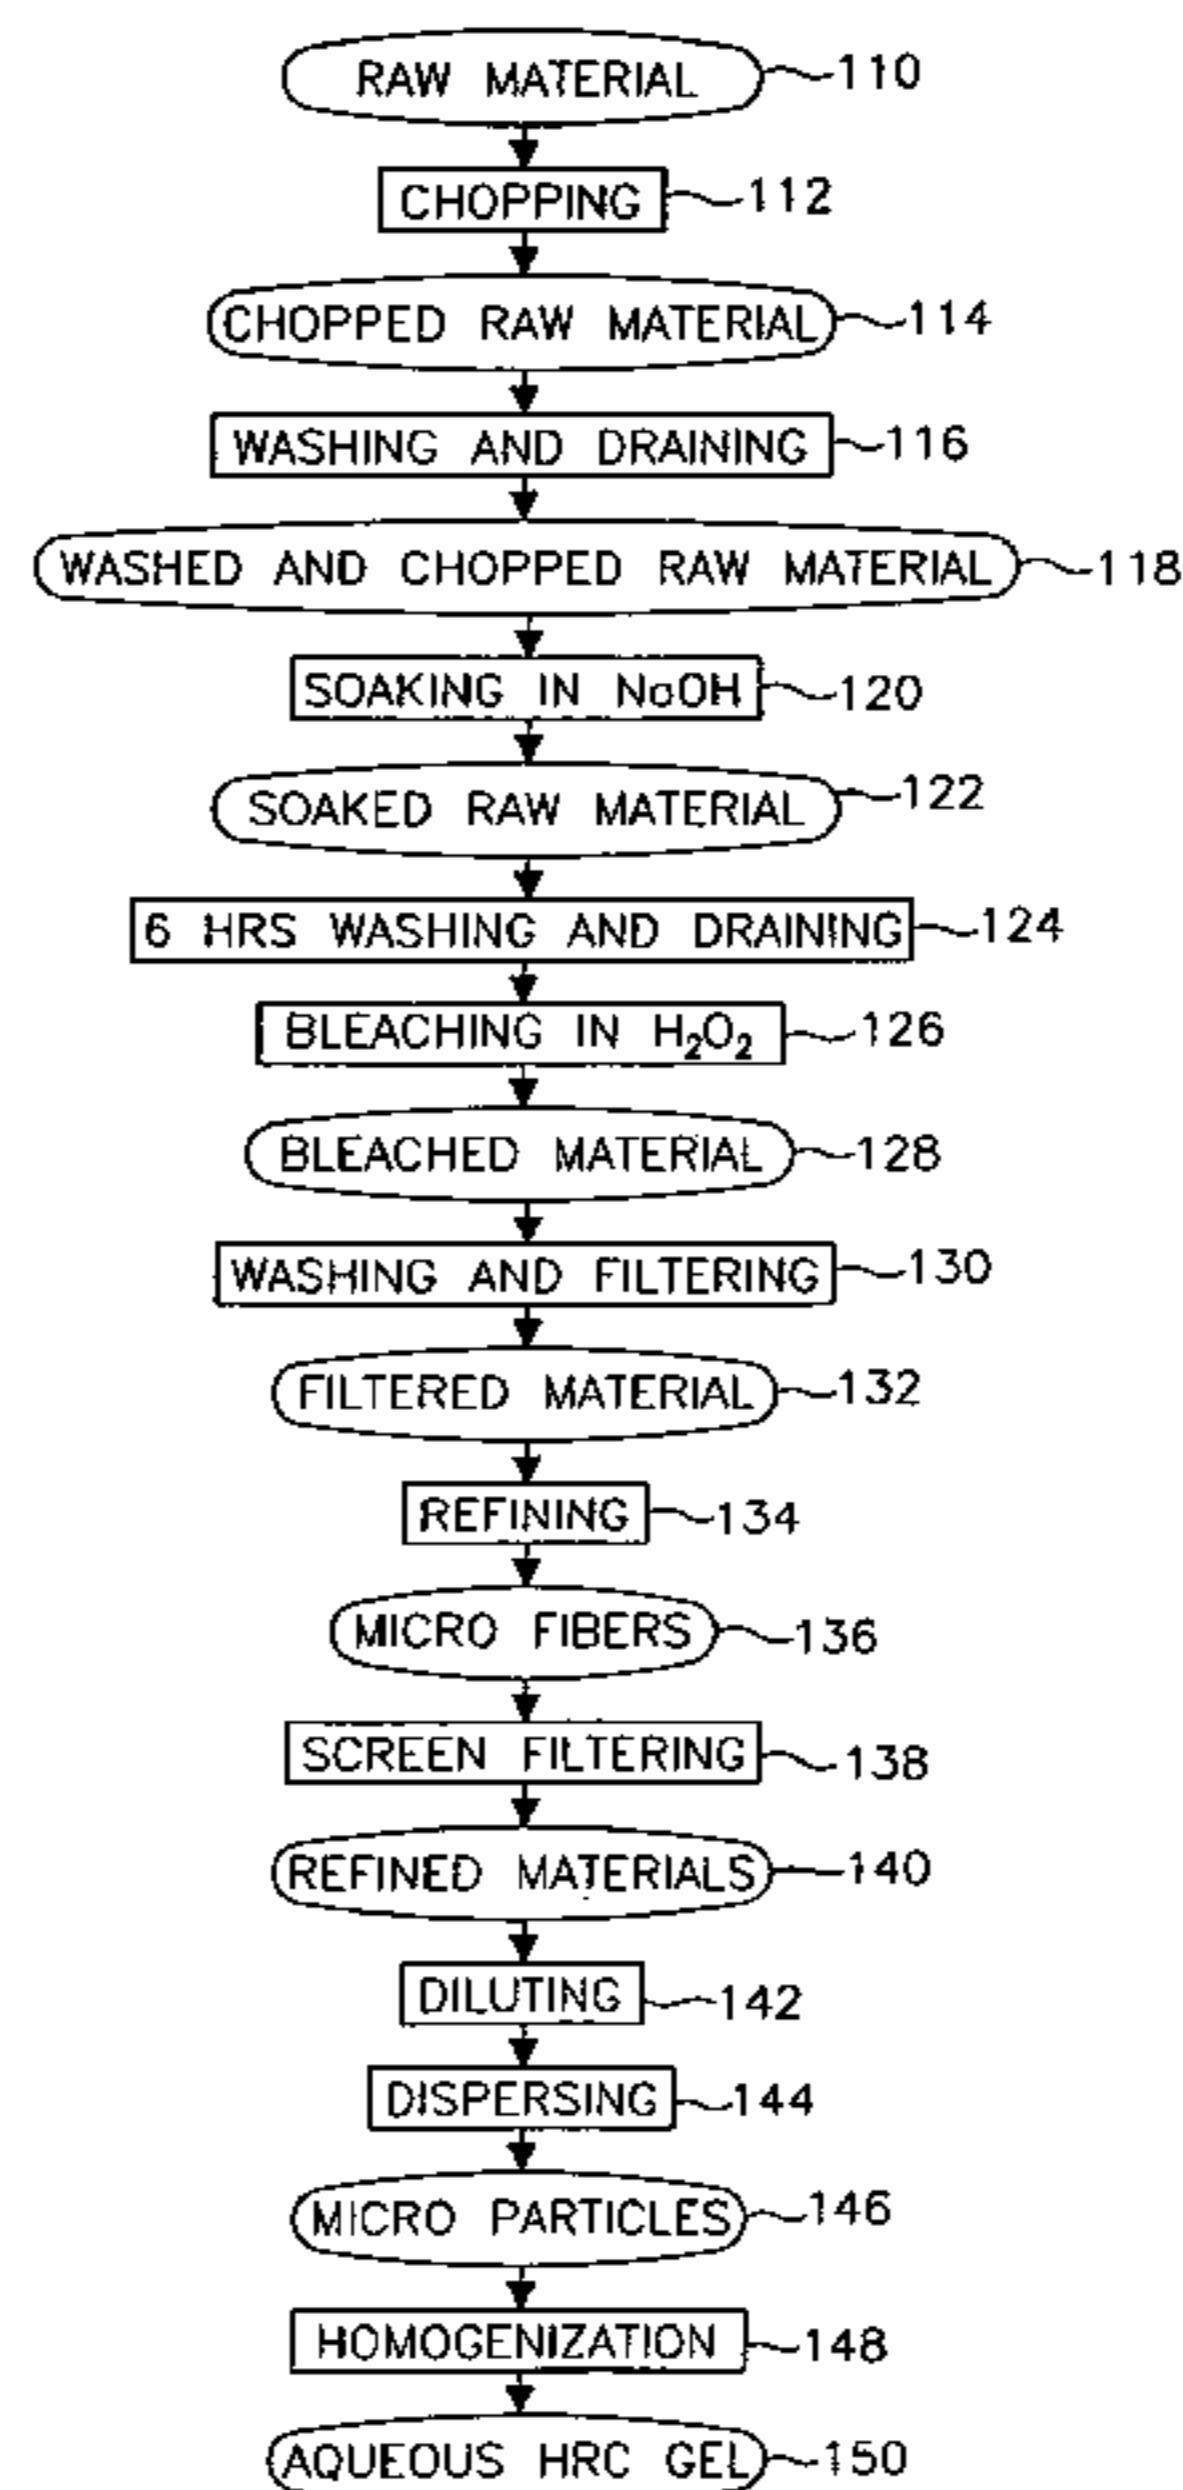 RAW MATERIAL 110
CHOPPING 112
CHOPPED RAW MATERIAL 114
WASHING AND DRAINING 116
WASHED AND CHOPPED RAW MATERIAL 118
SOAKING IN NaOH 120
SOAKED RAW MATERIAL 122
6 HRS WASHING AND DRAINING 124
BLEACHING IN H₂O₂ 126
BLEACHED MATERIAL 128
WASHING AND FILTERING 130
FILTERED MATERIAL 132
REFINING 134
MICRO FIBERS 136
SCREEN FILTERING 138
REFINED MATERIALS 140
DILUTING 142
DISPERSING 144
MICRO PARTICLES 146
HOMOGENIZATION 148
AQUEOUS HRC GEL 150